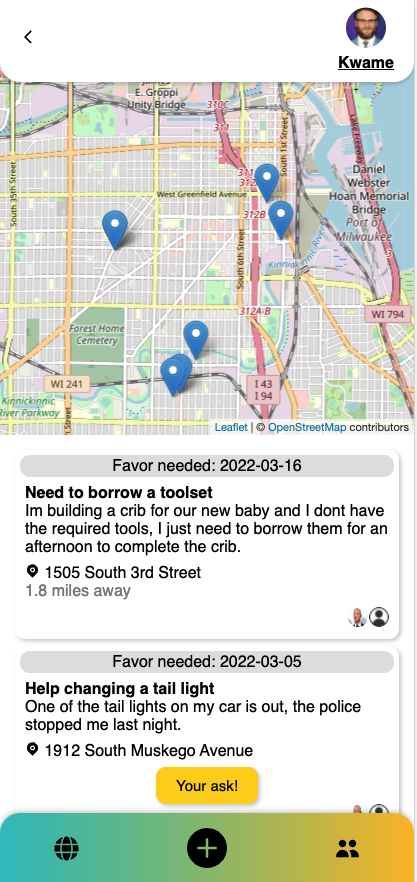 Kwame
E. Groppi
Unity Bridge
310C
311
South 1st Street
Lake Freeway
South 35th Street
Daniel
Webster
Hoan Memorial
Bridge
Port of
Milwaukee
311
312
West Greenfield Avenue
312B
South 6th Street
Kinnickinnic River
3
312A-B
WI 794
Forest Home
Cemetery
WI 241
I 43
I 94
Kinnickinnic
River Parkway
Street
Leaflet | © OpenStreetMap contributors
Favor needed: 2022-03-16
Need to borrow a toolset
Im building a crib for our new baby and I dont have
the required tools, I just need to borrow them for an
afternoon to complete the crib.
1505 South 3rd Street
1.8 miles away
Favor needed: 2022-03-05
Help changing a tail light
One of the tail lights on my car is out, the police
stopped me last night.
1912 South Muskego Avenue
Your ask!